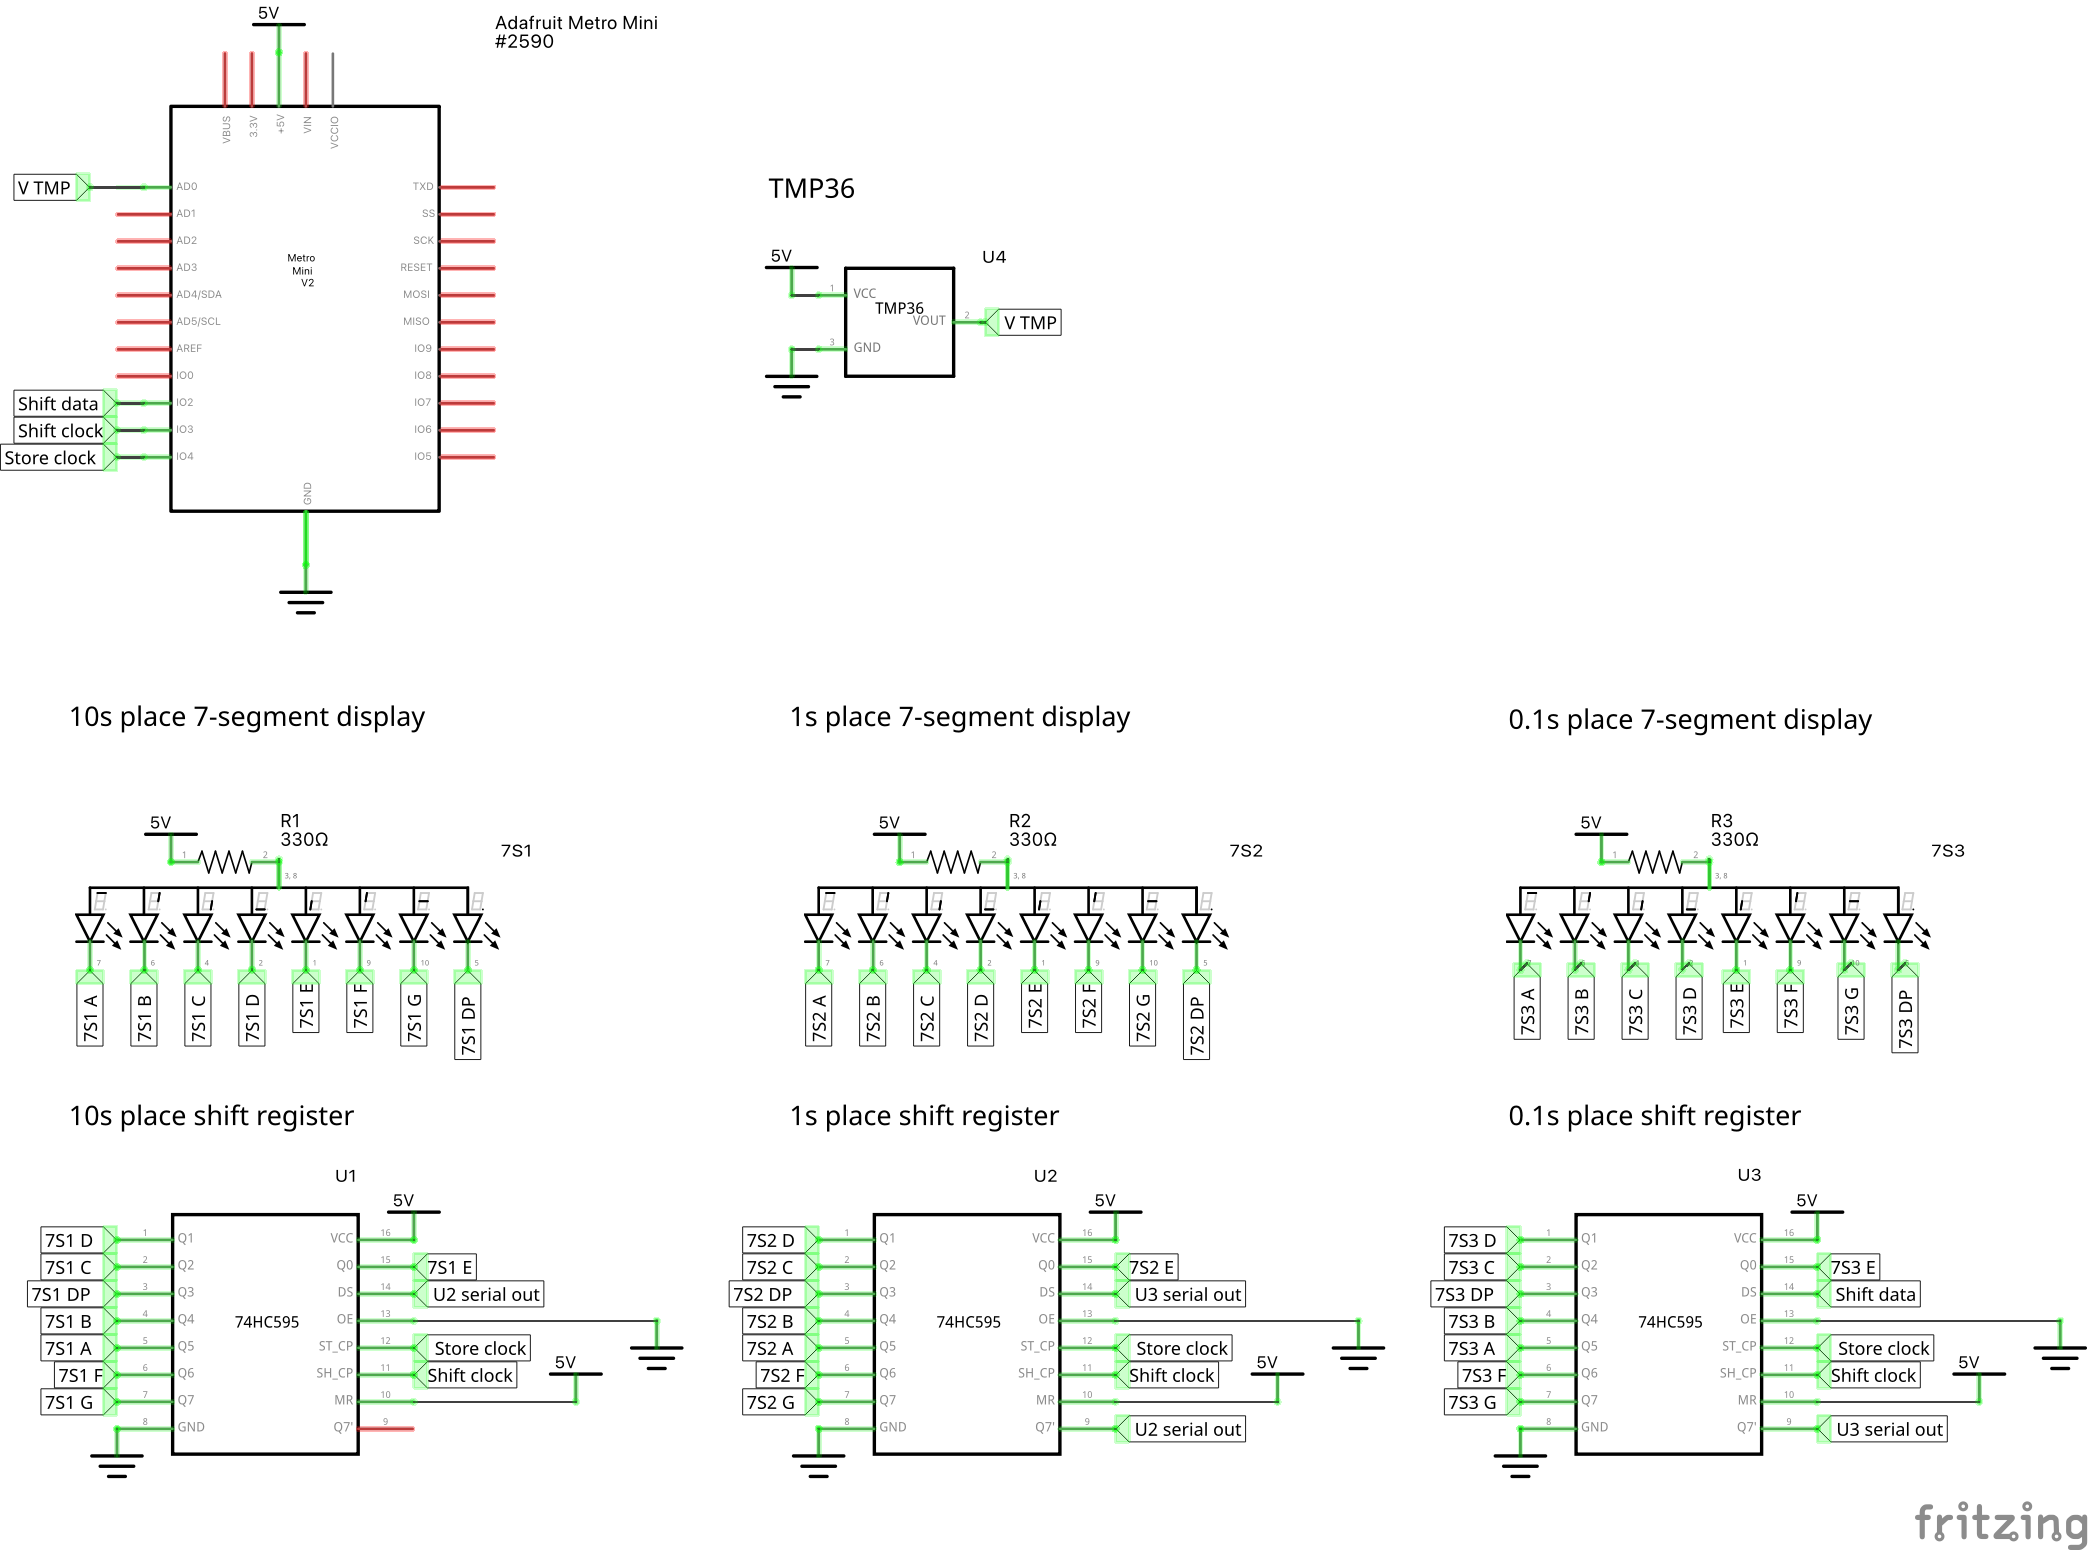 5V
Adafruit Metro Mini
#2590
VBUS
3.3V
+5V
VIN
VCCIO
V TMP
AD0
TXD
AD1
SS
AD2
SCK
AD3
RESET
AD4/SDA
MOSI
AD5/SCL
MISO
AREF
IO9
IO0
IO8
Shift data
IO2
IO7
Shift clock
IO3
IO6
Store clock
IO4
IO5
Metro
Mini
V2
GND
TMP36
5V
U4
1
VCC
TMP36
VOUT
2
V TMP
3
GND
10s place 7-segment display
1s place 7-segment display
0.1s place 7-segment display
5V
R1
330Ω
7S1
1
2
3, 8
7
6
4
2
1
9
10
5
7S1 A
7S1 B
7S1 C
7S1 D
7S1 E
7S1 F
7S1 G
7S1 DP
5V
R2
330Ω
7S2
1
2
3, 8
7
6
4
2
1
9
10
5
7S2 A
7S2 B
7S2 C
7S2 D
7S2 E
7S2 F
7S2 G
7S2 DP
5V
R3
330Ω
7S3
1
2
3, 8
1
9
7S3 A
7S3 B
7S3 C
7S3 D
7S3 E
7S3 F
7S3 G
7S3 DP
10s place shift register
1s place shift register
0.1s place shift register
U1
5V
7S1 D
1
Q1
VCC
16
7S1 C
2
Q2
Q0
15
7S1 E
7S1 DP
3
Q3
DS
14
U2 serial out
7S1 B
4
Q4
74HC595
OE
13
7S1 A
5
Q5
ST_CP
12
Store clock
7S1 F
6
Q6
SH_CP
11
Shift clock
5V
7S1 G
7
Q7
MR
10
8
GND
Q7'
9
U2
5V
7S2 D
1
Q1
VCC
16
7S2 C
2
Q2
Q0
15
7S2 E
7S2 DP
3
Q3
DS
14
U3 serial out
7S2 B
4
Q4
74HC595
OE
13
7S2 A
5
Q5
ST_CP
12
Store clock
7S2 F
6
Q6
SH_CP
11
Shift clock
5V
7S2 G
7
Q7
MR
10
8
GND
Q7'
9
U2 serial out
U3
5V
7S3 D
1
Q1
VCC
16
7S3 C
2
Q2
Q0
15
7S3 E
7S3 DP
3
Q3
DS
14
Shift data
7S3 B
4
Q4
74HC595
OE
13
7S3 A
5
Q5
ST_CP
12
Store clock
7S3 F
6
Q6
SH_CP
11
Shift clock
5V
7S3 G
7
Q7
MR
10
8
GND
Q7'
9
U3 serial out
fritzing